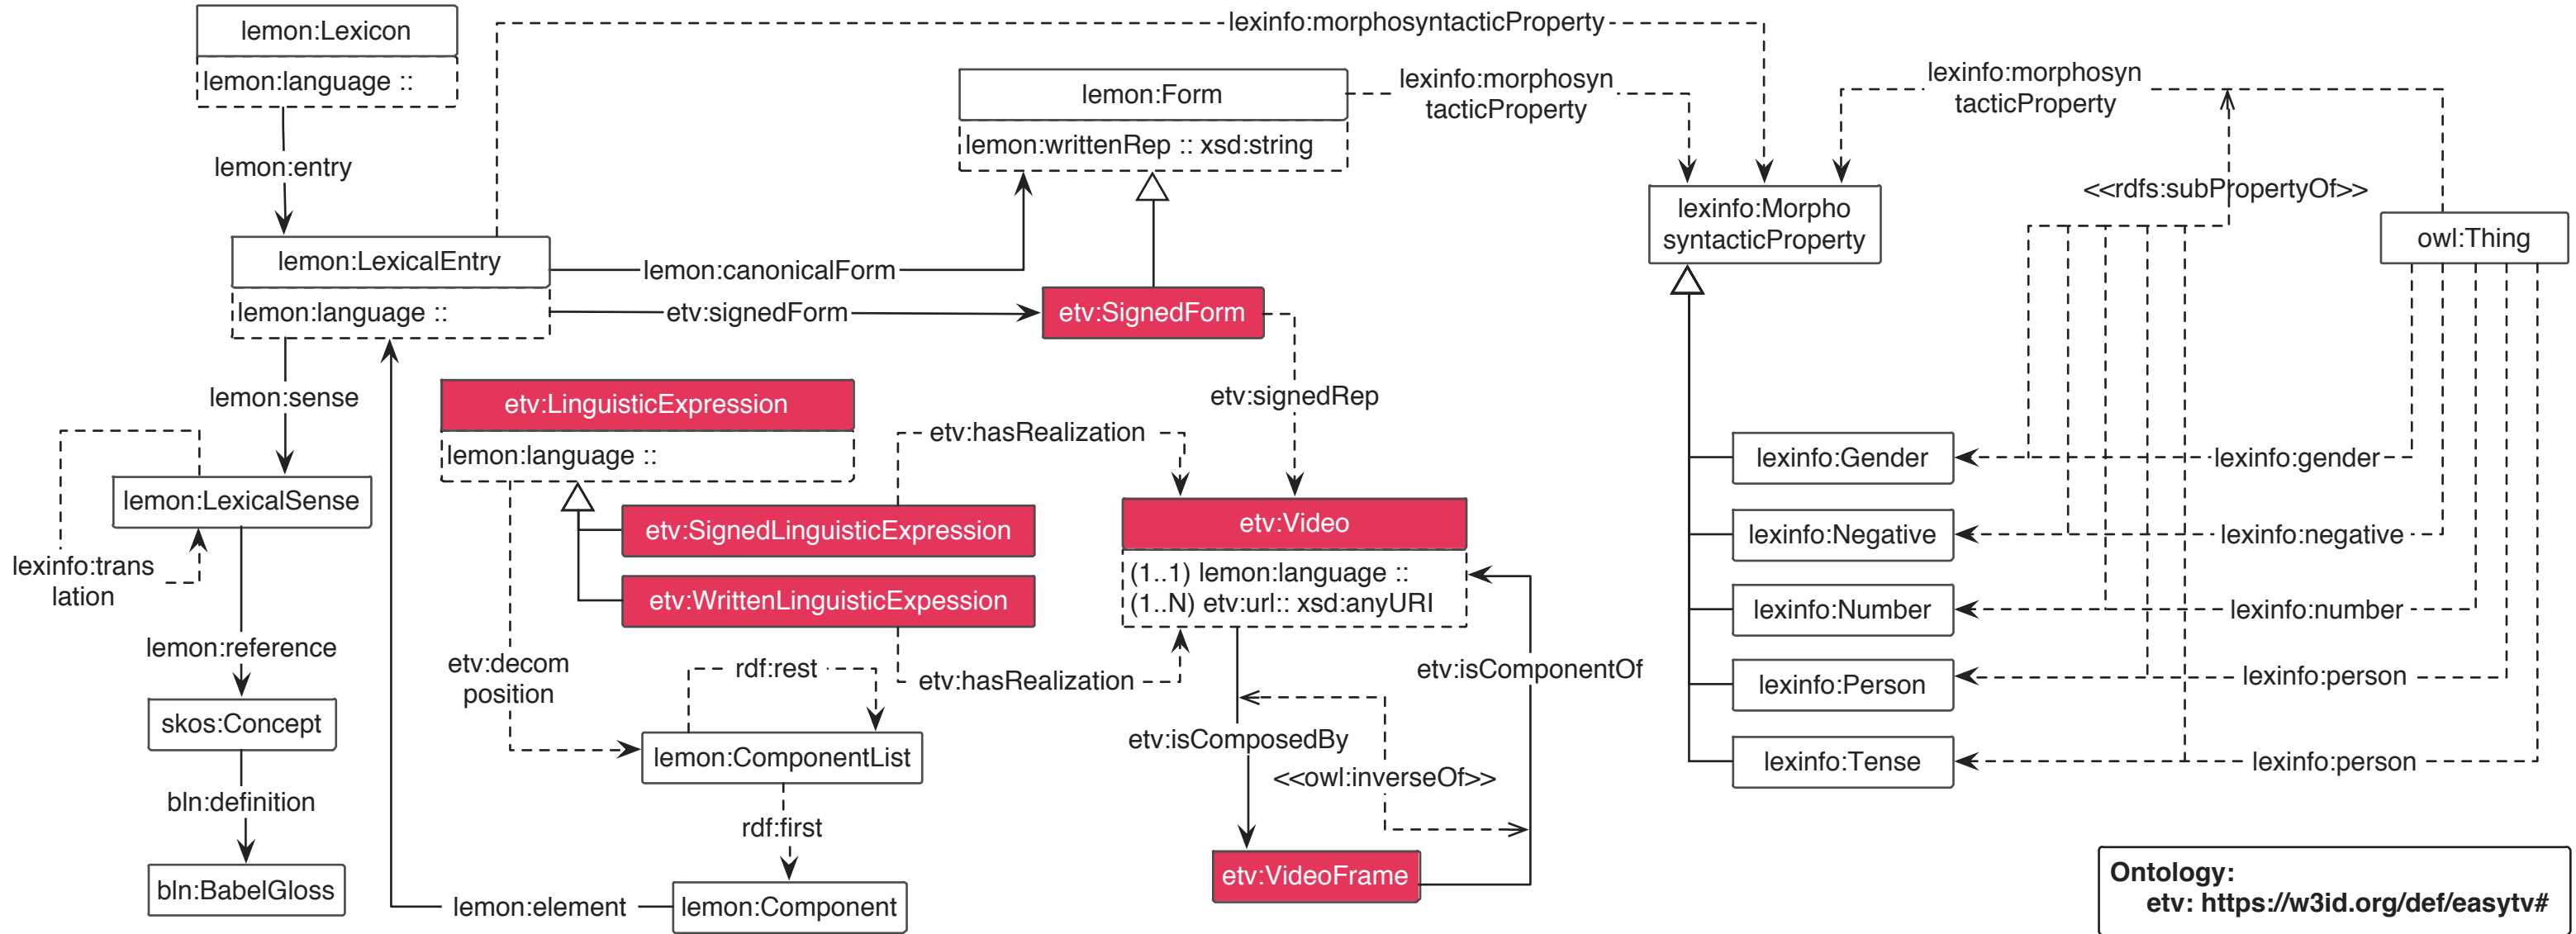 lemon:Lexicon
lemon:language ::
lemon:entry
lemon:LexicalEntry
lemon:language ::
lexinfo:morphosyntacticProperty
lemon:Form
lemon:writtenRep :: xsd:string
lexinfo:morphosyn
tacticProperty
lexinfo:morphosyn
tacticProperty
<<rdfs:subPropertyOf>>
lexinfo:Morpho
syntacticProperty
owl:Thing
lemon:canonicalForm
etv:signedForm
etv:SignedForm
lemon:sense
etv:LinguisticExpression
lemon:language ::
etv:hasRealization
etv:signedRep
lemon:LexicalSense
lexinfo:trans
lation
etv:SignedLinguisticExpression
etv:WrittenLinguisticExpession
etv:Video
(1..1) lemon:language ::
(1..N) etv:url:: xsd:anyURI
lexinfo:Gender
lexinfo:gender
lexinfo:Negative
lexinfo:negative
lexinfo:Number
lexinfo:number
lexinfo:Person
lexinfo:person
lexinfo:Tense
lexinfo:person
lemon:reference
etv:decom
position
rdf:rest
etv:hasRealization
etv:isComponentOf
skos:Concept
lemon:ComponentList
etv:isComposedBy
<<owl:inverseOf>>
bln:definition
rdf:first
bln:BabelGloss
lemon:element
lemon:Component
etv:VideoFrame
Ontology:
etv: https://w3id.org/def/easytv#